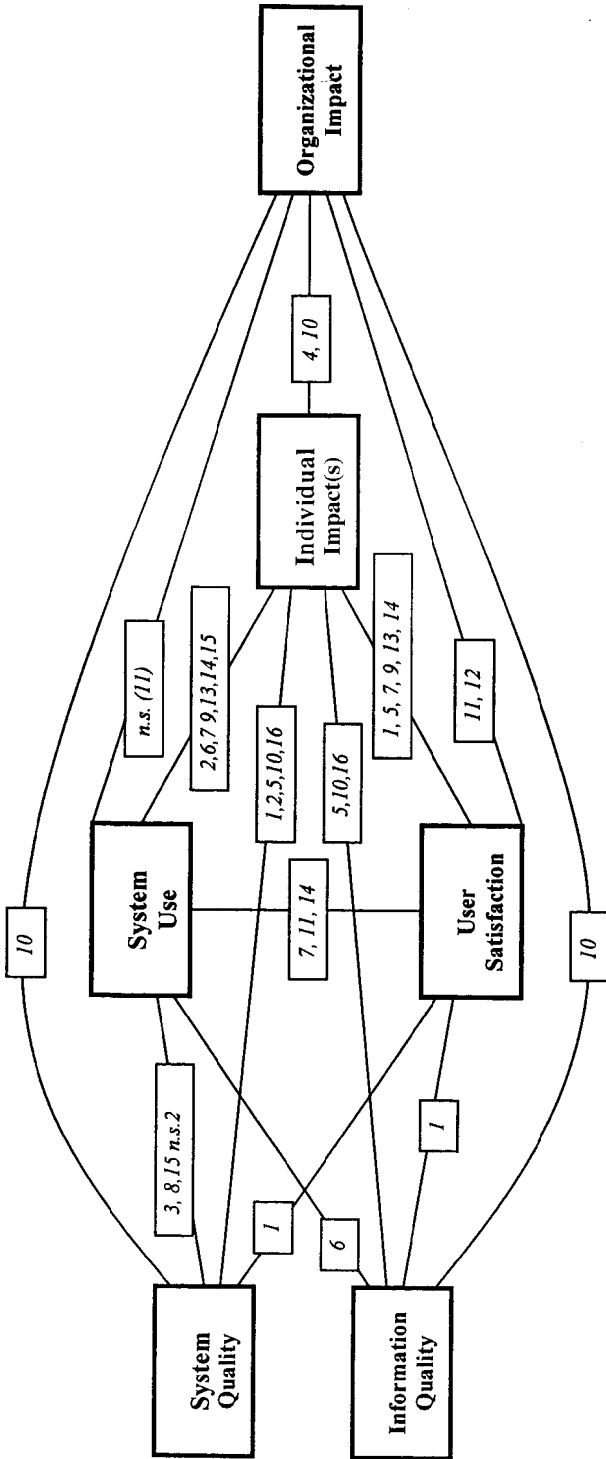 10
System
Quality
3, 8,15 n.s.2
System
Use
n.s. (11)
2,6,7 9,13,14,15
1,2,5,10,16
1
7, 11, 14
Individual
Impact(s)
4, 10
Organizational
Impact
6
5,10,16
1, 5, 7, 9, 13, 14
Information
Quality
1
User
Satisfaction
11, 12
10